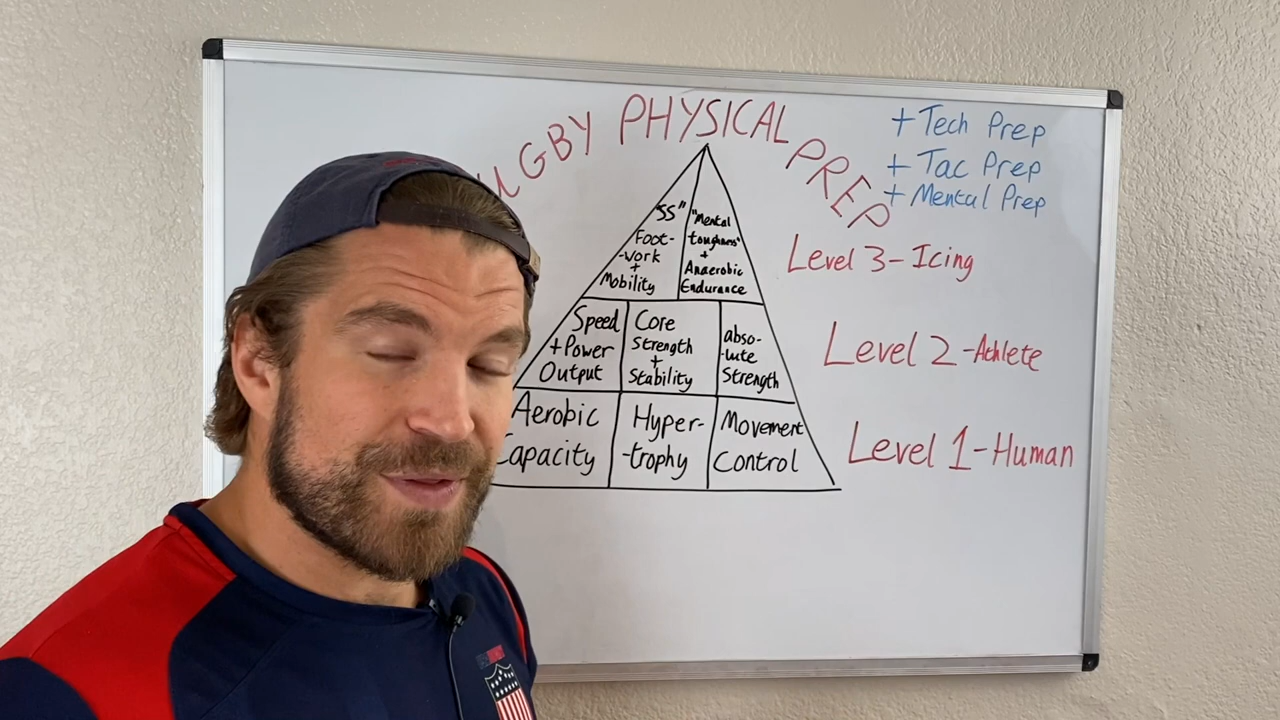 UGBY PHYSICAL PREP
+ Tech Prep
+ Tac Prep
+ Mental Prep
"SS"
Foot-
-work
+
Mobility
"Mental
toughness"
+
Anaerobic
Endurance
Level 3 - Icing
Speed
+ Power
Output
Core
Strength
+
Stability
abso-
-lute
Strength
Level 2 - Athlete
Aerobic
Capacity
Hyper-
-trophy
Movement
Control
Level 1 - Human